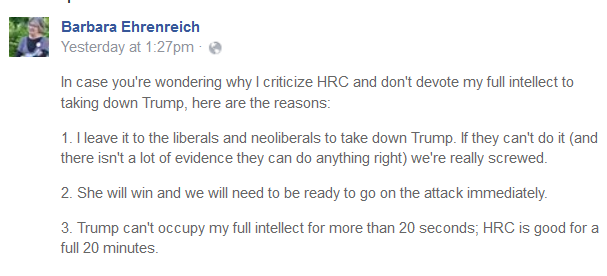 Barbara Ehrenreich
Yesterday at 1:27pm ·
In case you're wondering why I criticize HRC and don't devote my full intellect to
taking down Trump, here are the reasons:
1. I leave it to the liberals and neoliberals to take down Trump. If they can't do it (and
there isn't a lot of evidence they can do anything right) we're really screwed.
2. She will win and we will need to be ready to go on the attack immediately.
3. Trump can't occupy my full intellect for more than 20 seconds; HRC is good for a
full 20 minutes.